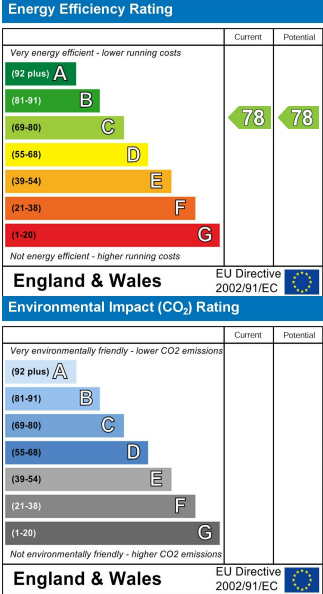 Energy Efficiency Rating
Current Potential
Very energy efficient - lower running costs
(92 plus) A
(81-91) B
(69-80) C
78 78
(55-68) D
(39-54) E
(21-38) F
(1-20) G
Not energy efficient - higher running costs
England & Wales
EU Directive
2002/91/EC
Environmental Impact (CO₂) Rating
Current Potential
Very environmentally friendly - lower CO2 emissions
(92 plus) A
(81-91) B
(69-80) C
(55-68) D
(39-54) E
(21-38) F
(1-20) G
Not environmentally friendly - higher CO2 emissions
England & Wales
EU Directive
2002/91/EC